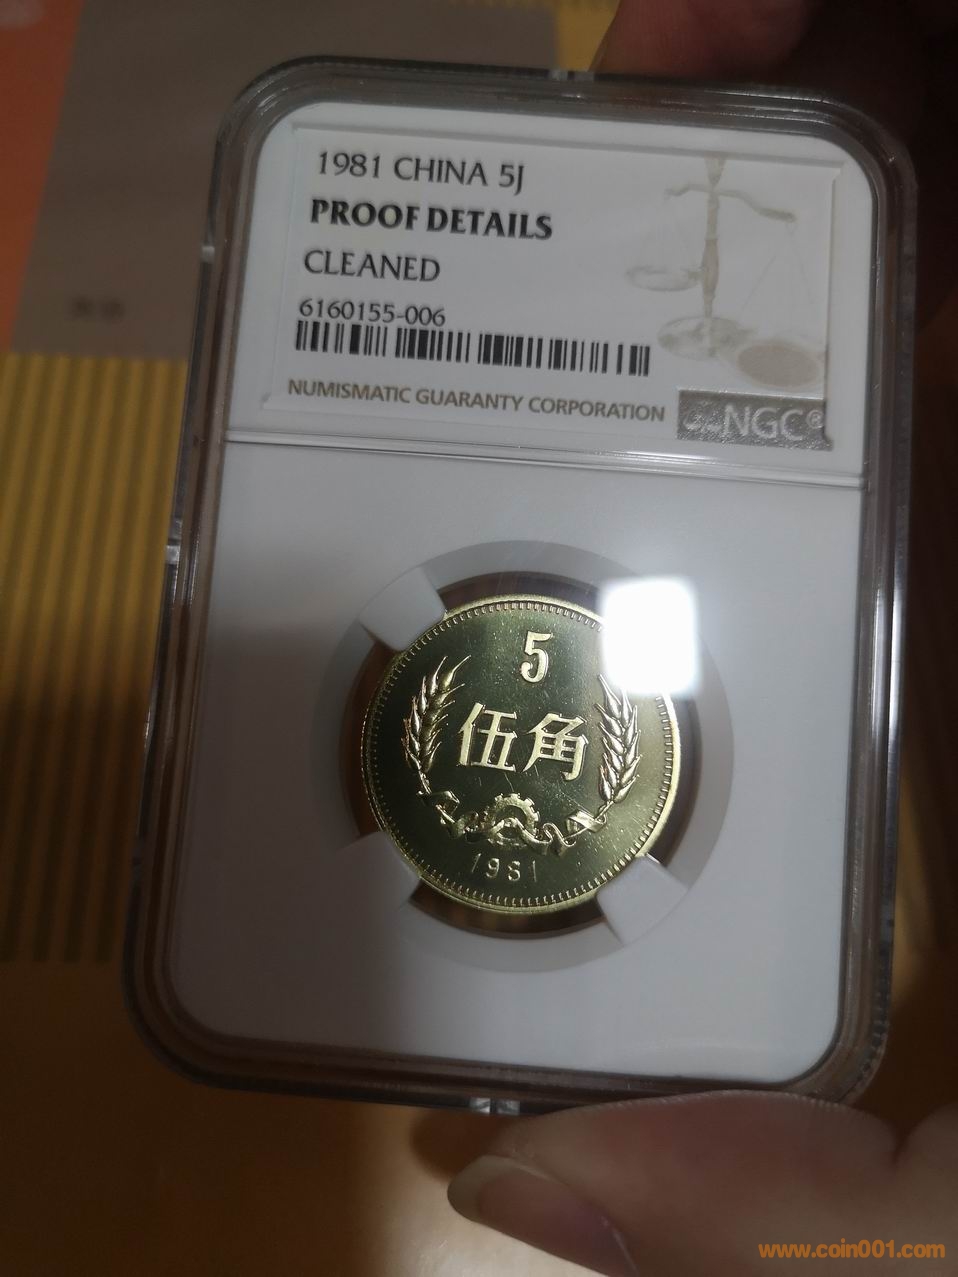 1981 CHINA 5J
PROOF DETAILS
CLEANED
6160155-006
NUMISMATIC GUARANTY CORPORATION
NGC®
5
伍角
1981
www.coin001.com